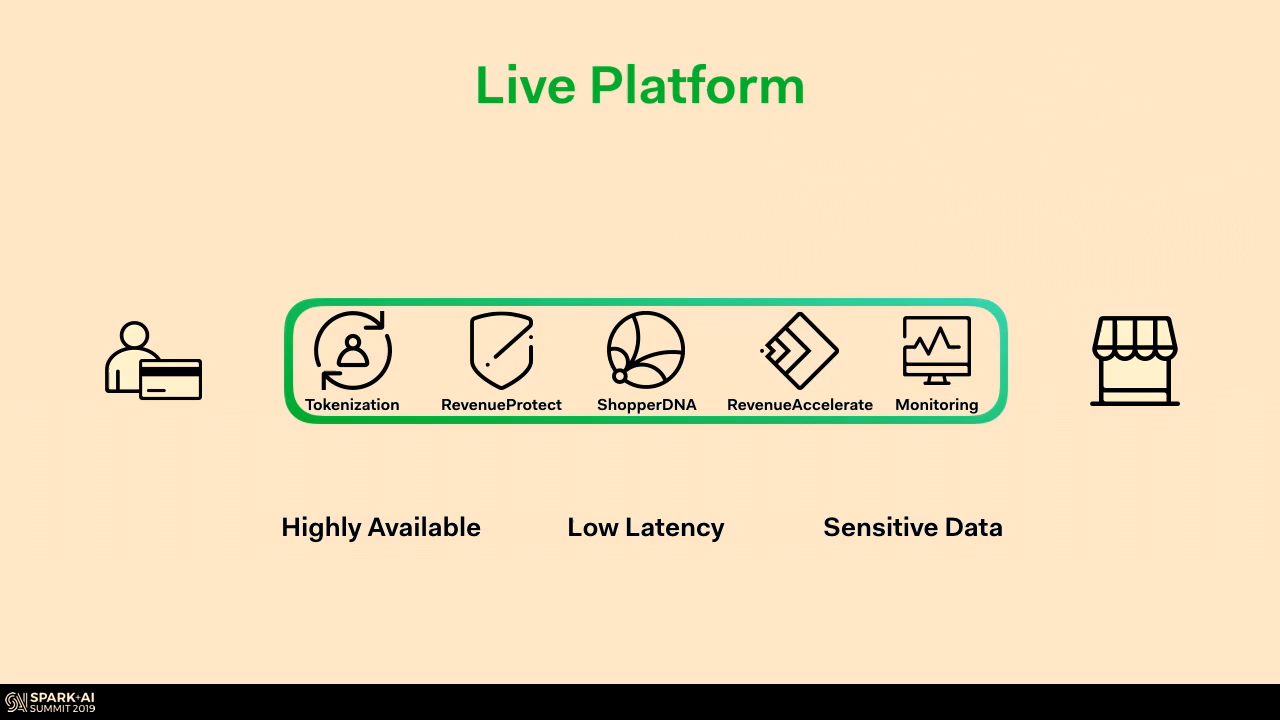 Live Platform
Tokenization
RevenueProtect
ShopperDNA
RevenueAccelerate
Monitoring
Highly Available
Low Latency
Sensitive Data
SPARK+AI
SUMMIT 2019